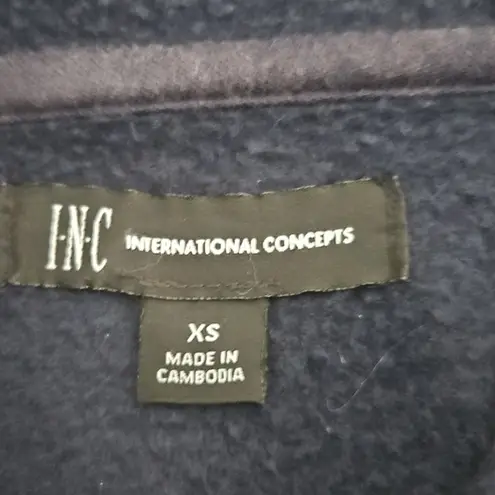 I·N·C INTERNATIONAL CONCEPTS
XS
MADE IN
CAMBODIA